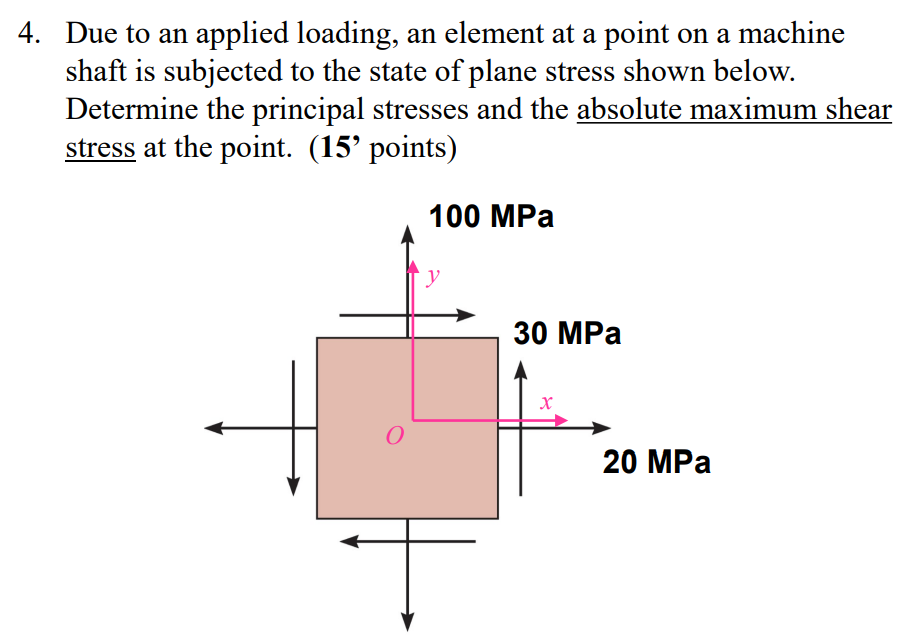 4. Due to an applied loading, an element at a point on a machine
shaft is subjected to the state of plane stress shown below.
Determine the principal stresses and the absolute maximum shear
stress at the point. (15’ points)
100 MPa
y
30 MPa
x
O
20 MPa